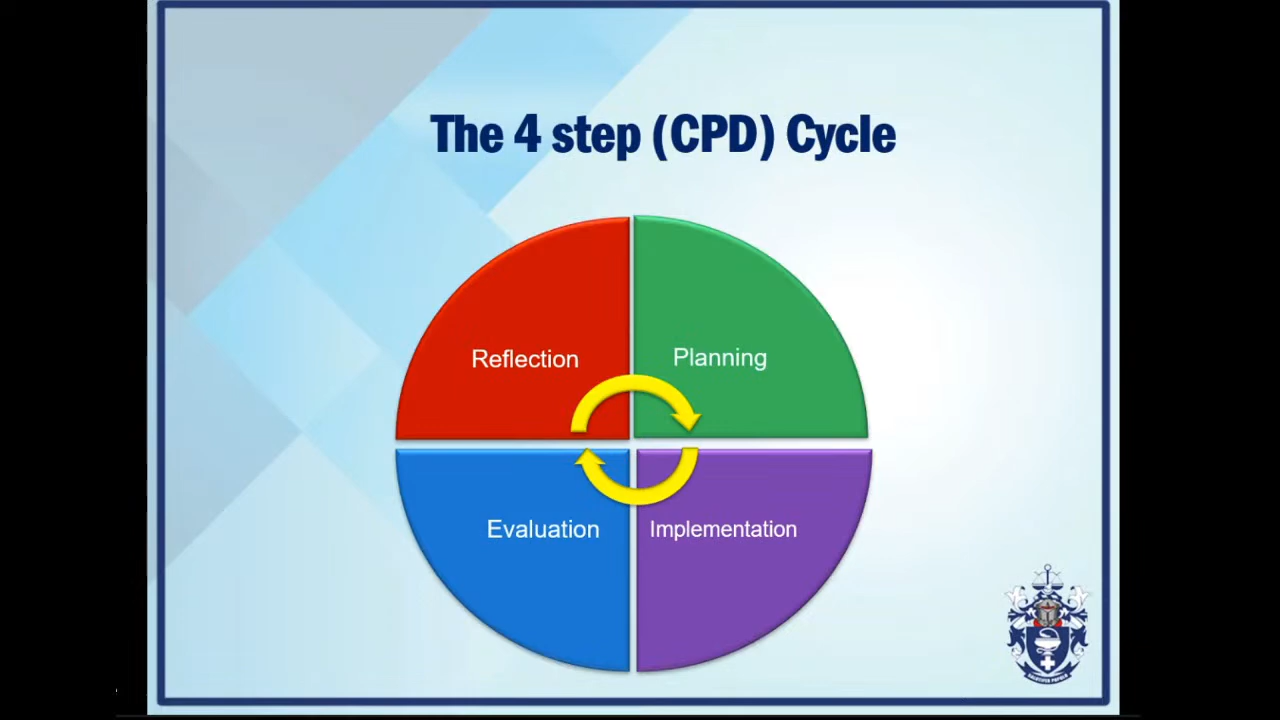 The 4 step (CPD) Cycle
Reflection
Planning
Evaluation
Implementation